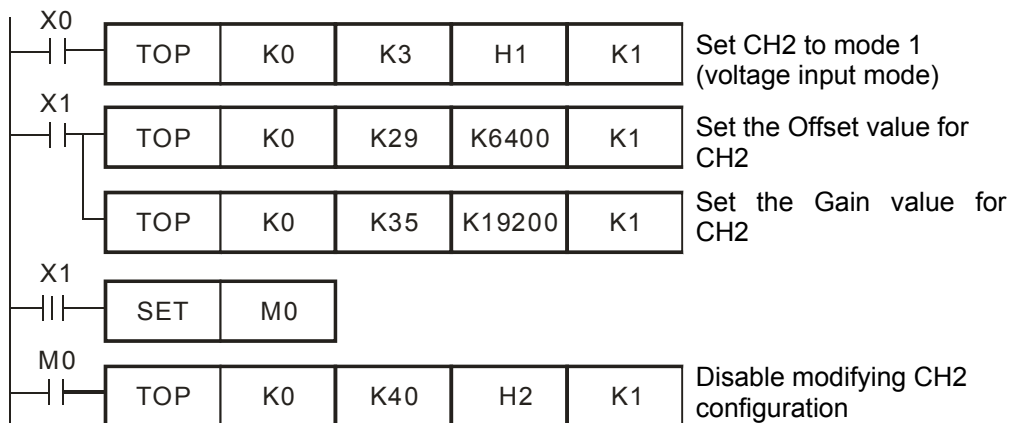 X0
TOP K0 K3 H1 K1
Set CH2 to mode 1
(voltage input mode)
X1
TOP K0 K29 K6400 K1
Set the Offset value for
CH2
TOP K0 K35 K19200 K1
Set the Gain value for
CH2
X1
SET M0
M0
TOP K0 K40 H2 K1
Disable modifying CH2
configuration